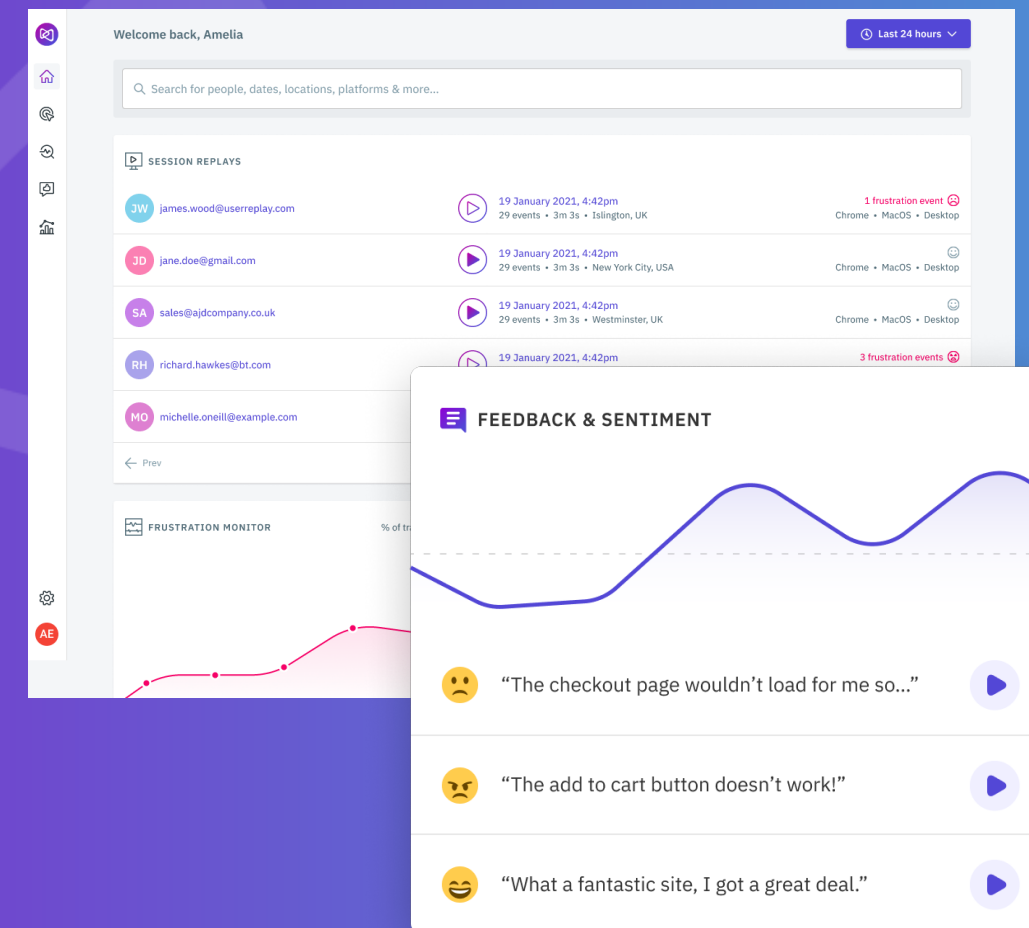 Welcome back, Amelia
Last 24 hours
Search for people, dates, locations, platforms & more...
SESSION REPLAYS
JW james.wood@userreplay.com
19 January 2021, 4:42pm
29 events • 3m 3s • Islington, UK
1 frustration event
Chrome • MacOS • Desktop
JD jane.doe@gmail.com
19 January 2021, 4:42pm
29 events • 3m 3s • New York City, USA
Chrome • MacOS • Desktop
SA sales@ajdcompany.co.uk
19 January 2021, 4:42pm
29 events • 3m 3s • Westminster, UK
Chrome • MacOS • Desktop
RH richard.hawkes@bt.com
19 January 2021, 4:42pm
3 frustration events
MO michelle.oneill@example.com
Prev
FRUSTRATION MONITOR
% of
AE
FEEDBACK & SENTIMENT
“The checkout page wouldn’t load for me so...”
“The add to cart button doesn’t work!”
“What a fantastic site, I got a great deal.”